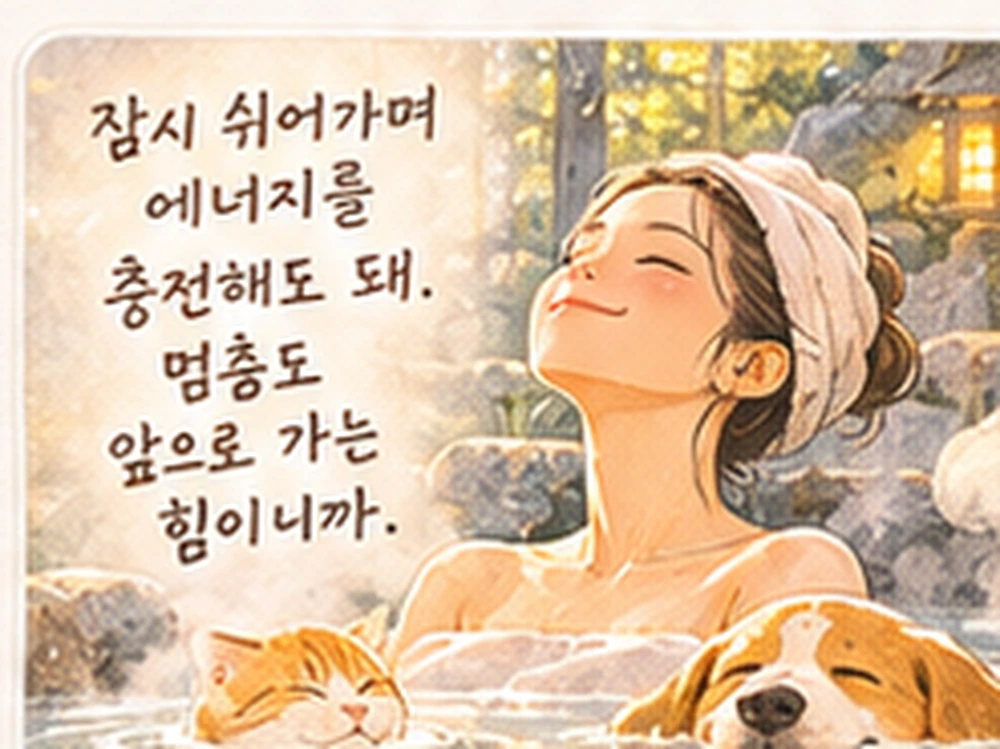 잠시 쉬어가며
에너지를
충전해도 돼.
멈춤도
앞으로 가는
힘이니까.